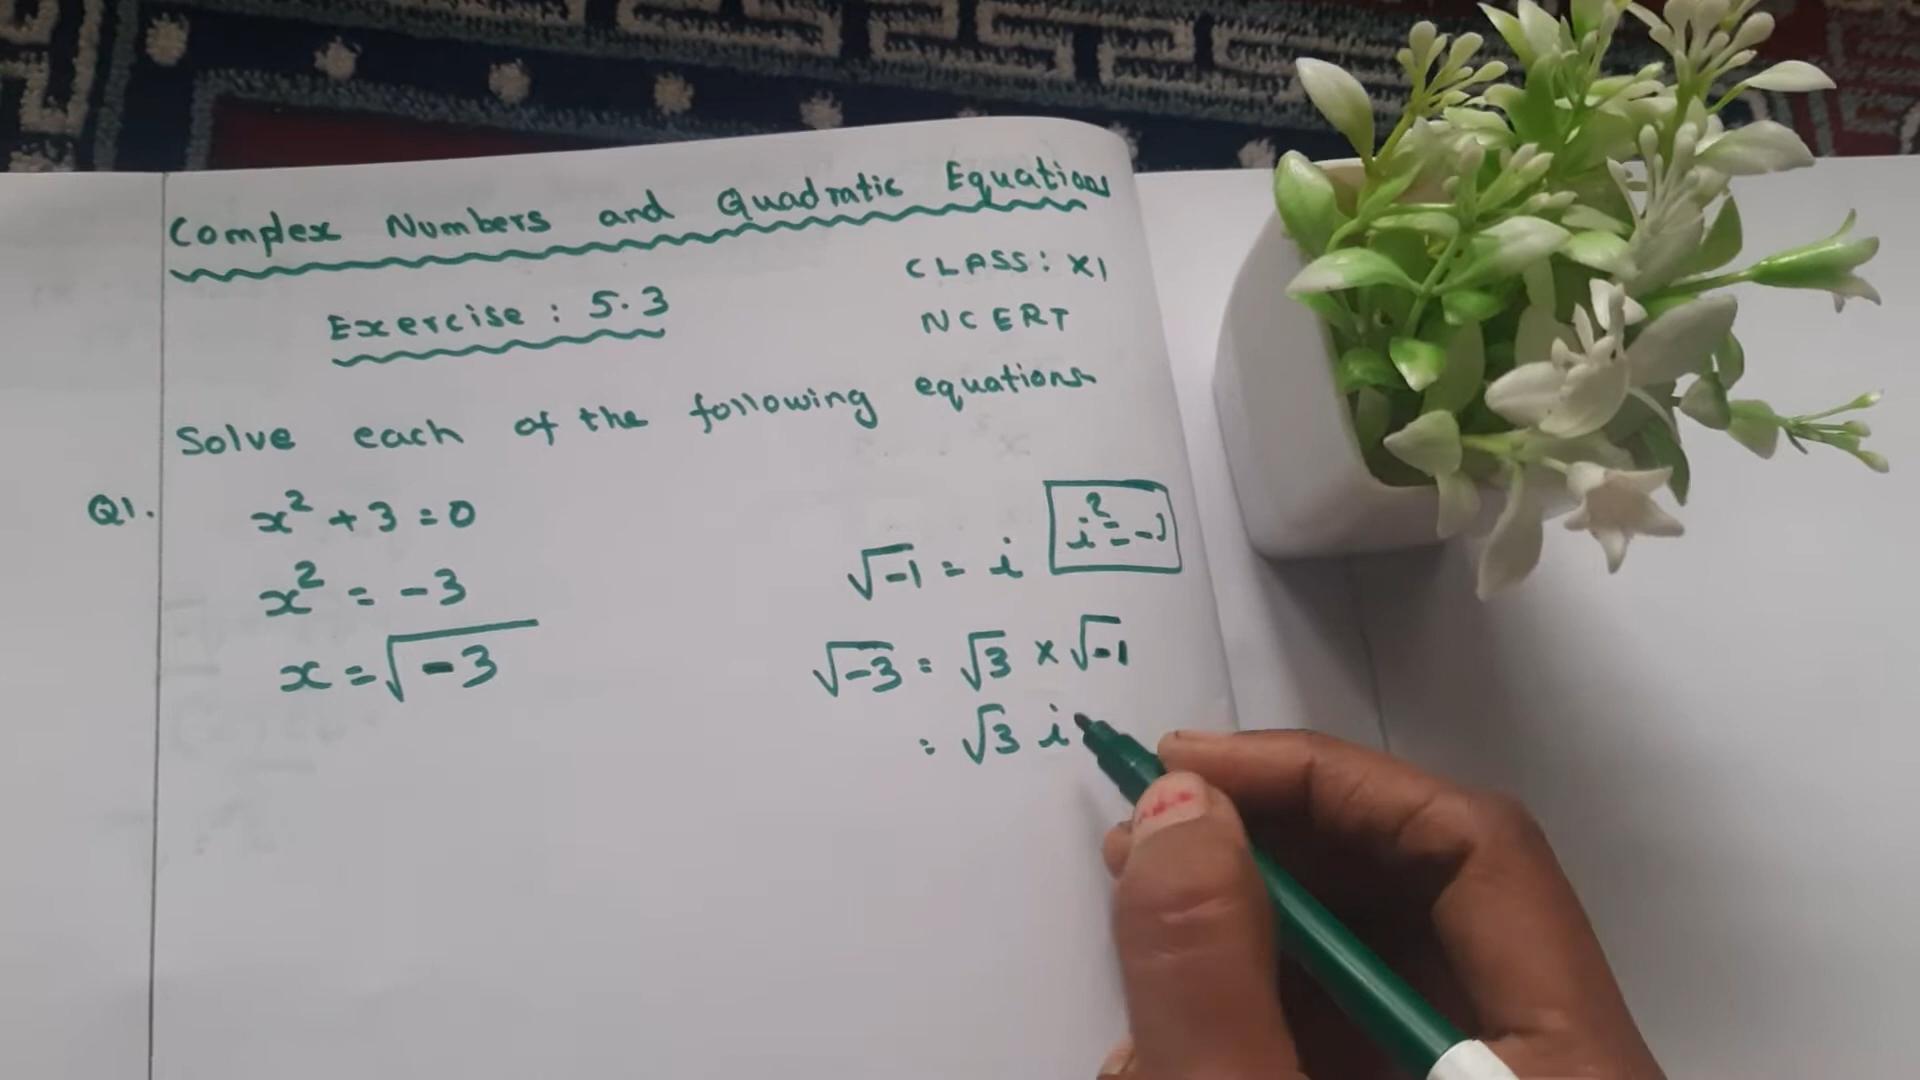 Complex Numbers and Quadratic Equations
CLASS: XI
Exercise : 5.3
NCERT
Solve each of the following equations
Q1. x² + 3 = 0
x² = -3
x = √-3
√-1 = i
i² = -1
√-3 = √3 × √-1
= √3 i